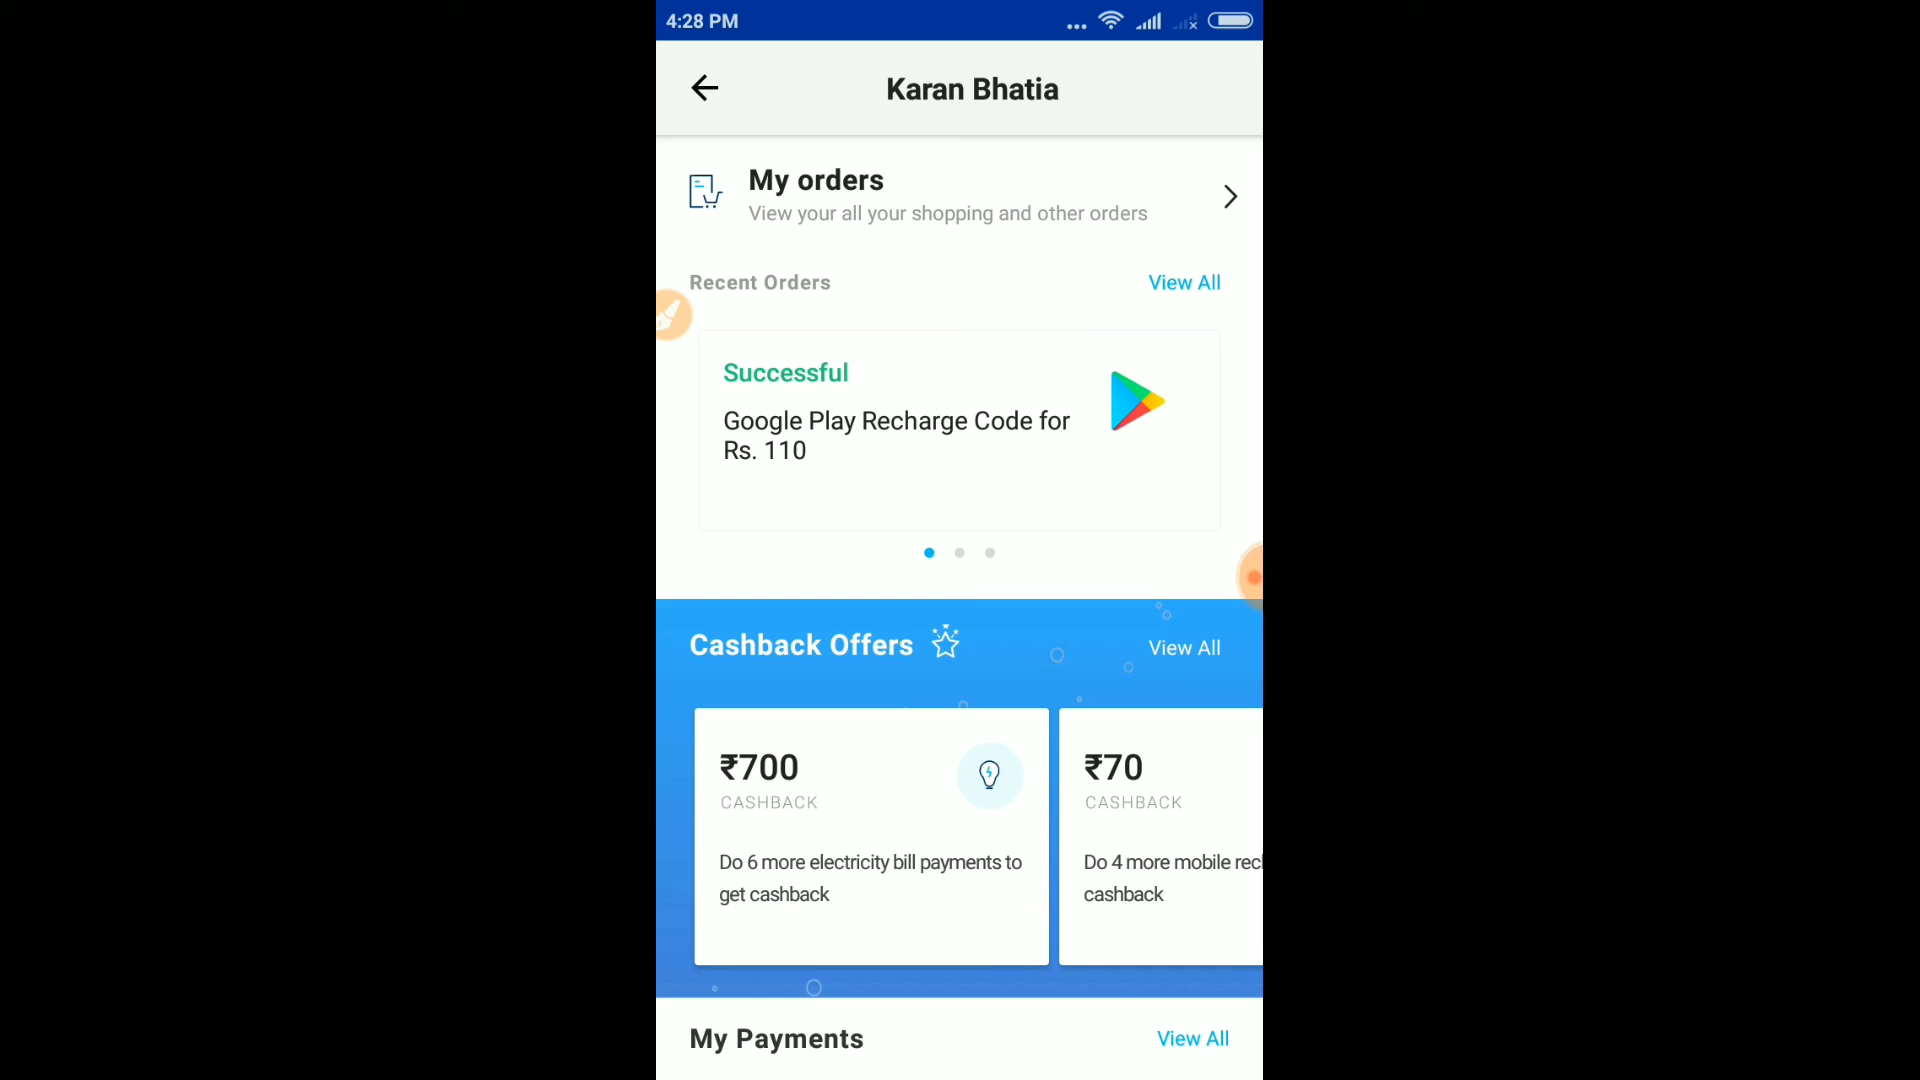 4:28 PM
Karan Bhatia
My orders
View your all your shopping and other orders
Recent Orders
View All
Successful
Google Play Recharge Code for
Rs. 110
Cashback Offers
View All
₹700
CASHBACK
Do 6 more electricity bill payments to
get cashback
₹70
CASHBACK
Do 4 more mobile
cashback
My Payments
View All